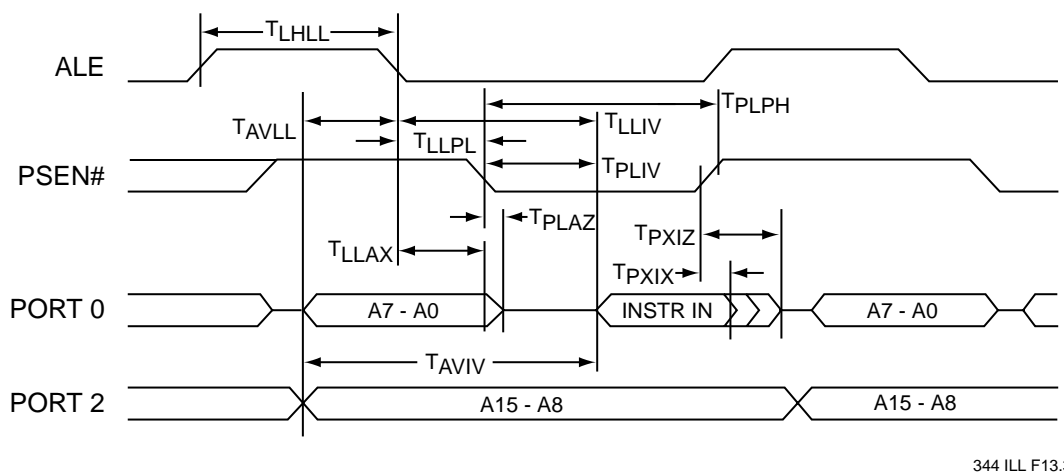 TLHLL
ALE
TPLPH
TAVLL
TLLIV
TLLPL
PSEN#
TPLIV
TPLAZ
TLLAX
TPXIZ
TPXIX
PORT 0
A7 - A0
INSTR IN
A7 - A0
TAVIV
PORT 2
A15 - A8
A15 - A8
344 ILL F13.